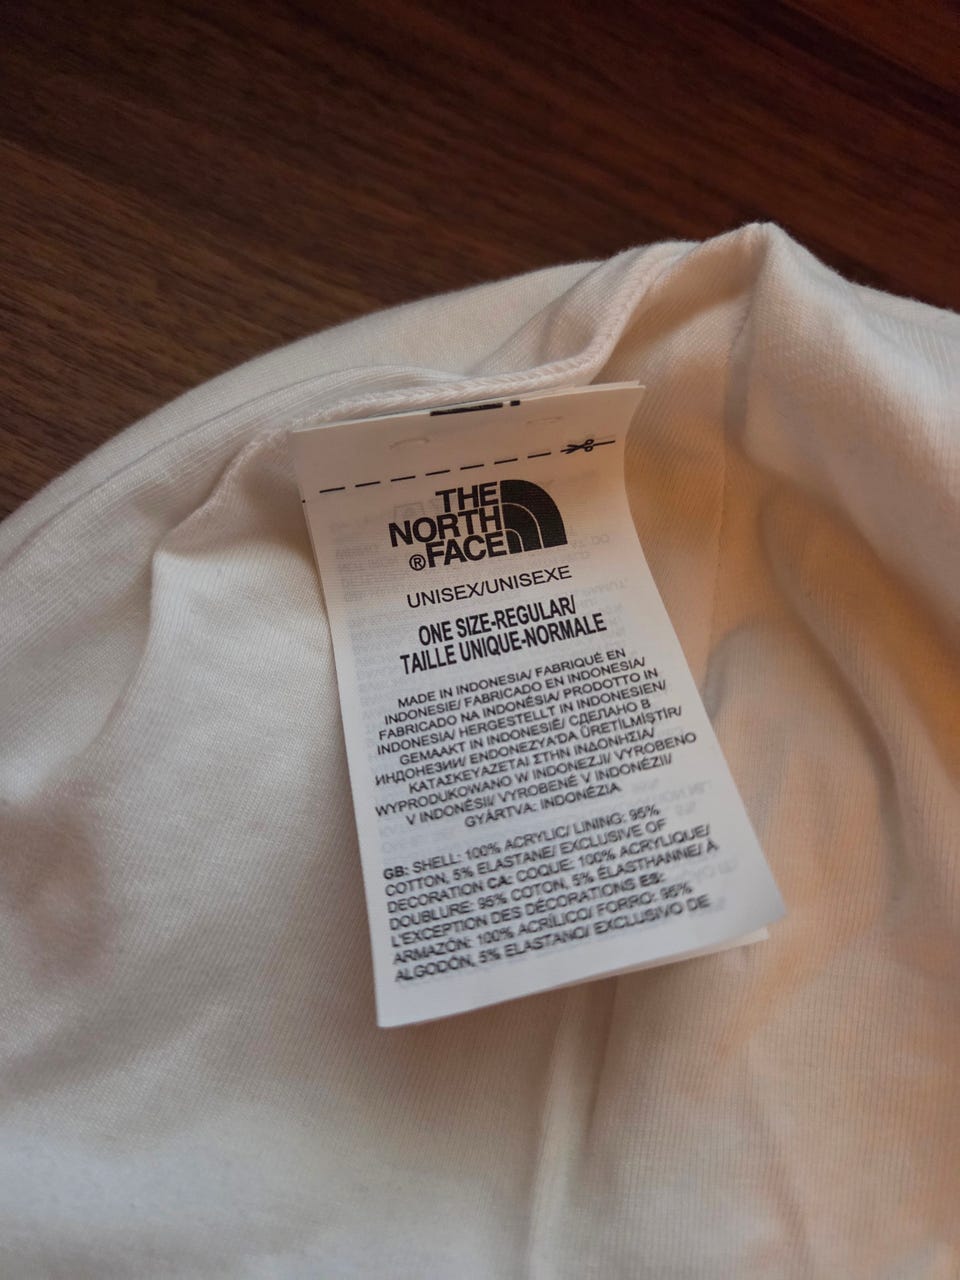 THE
NORTH
® FACE
UNISEX/UNISEXE
ONE SIZE-REGULAR/
TAILLE UNIQUE-NORMALE
MADE IN INDONESIA/ FABRIQUÉ EN
INDONESIE/ FABRICADO EN INDONESIA/
FABRICADO NA INDONÉSIA/ PRODOTTO IN
INDONESIA/ HERGESTELLT IN INDONESIEN/
GEMAAKT IN INDONESIË/ СДЕЛАНО В
ИНДОНЕЗИИ/ ENDONEZYA'DA ÜRETİLMİŞTİR/
ΚΑΤΑΣΚΕΥΑΖΕΤΑΙ ΣΤΗΝ ΙΝΔΟΝΗΣΙΑ/
WYPRODUKOWANO W INDONEZJI/ VYROBENO
V INDONÉSII/ VYROBENÉ V INDONÉZII/
GYÁRTVA: INDONÉZIA
GB: SHELL: 100% ACRYLIC/ LINING: 95%
COTTON, 5% ELASTANE/ EXCLUSIVE OF
DECORATION CA: COQUE: 100% ACRYLIQUE/
DOUBLURE: 95% COTON, 5% ÉLASTHANNE/ À
L'EXCEPTION DES DÉCORATIONS ES:
ARMAZÓN: 100% ACRÍLICO/ FORRO: 95%
ALGODÓN, 5% ELASTANO/ EXCLUSIVO DE